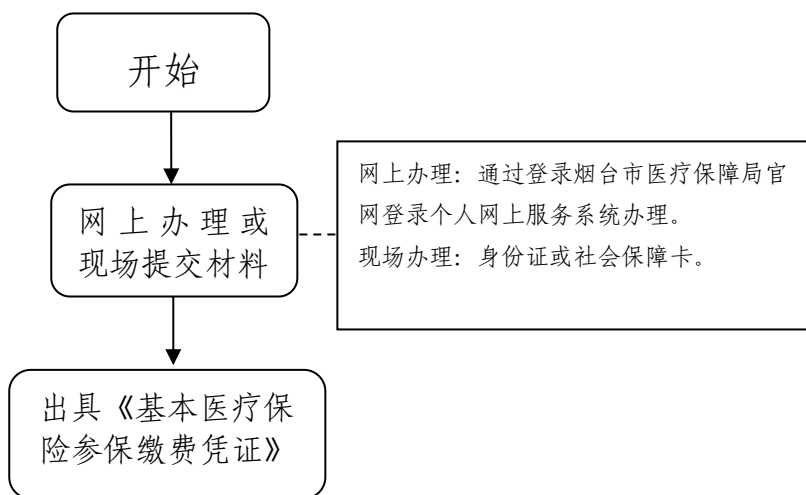 开始
网上办理或
现场提交材料
网上办理：通过登录烟台市医疗保障局官
网登录个人网上服务系统办理。
现场办理：身份证或社会保障卡。
出具《基本医疗保
险参保缴费凭证》